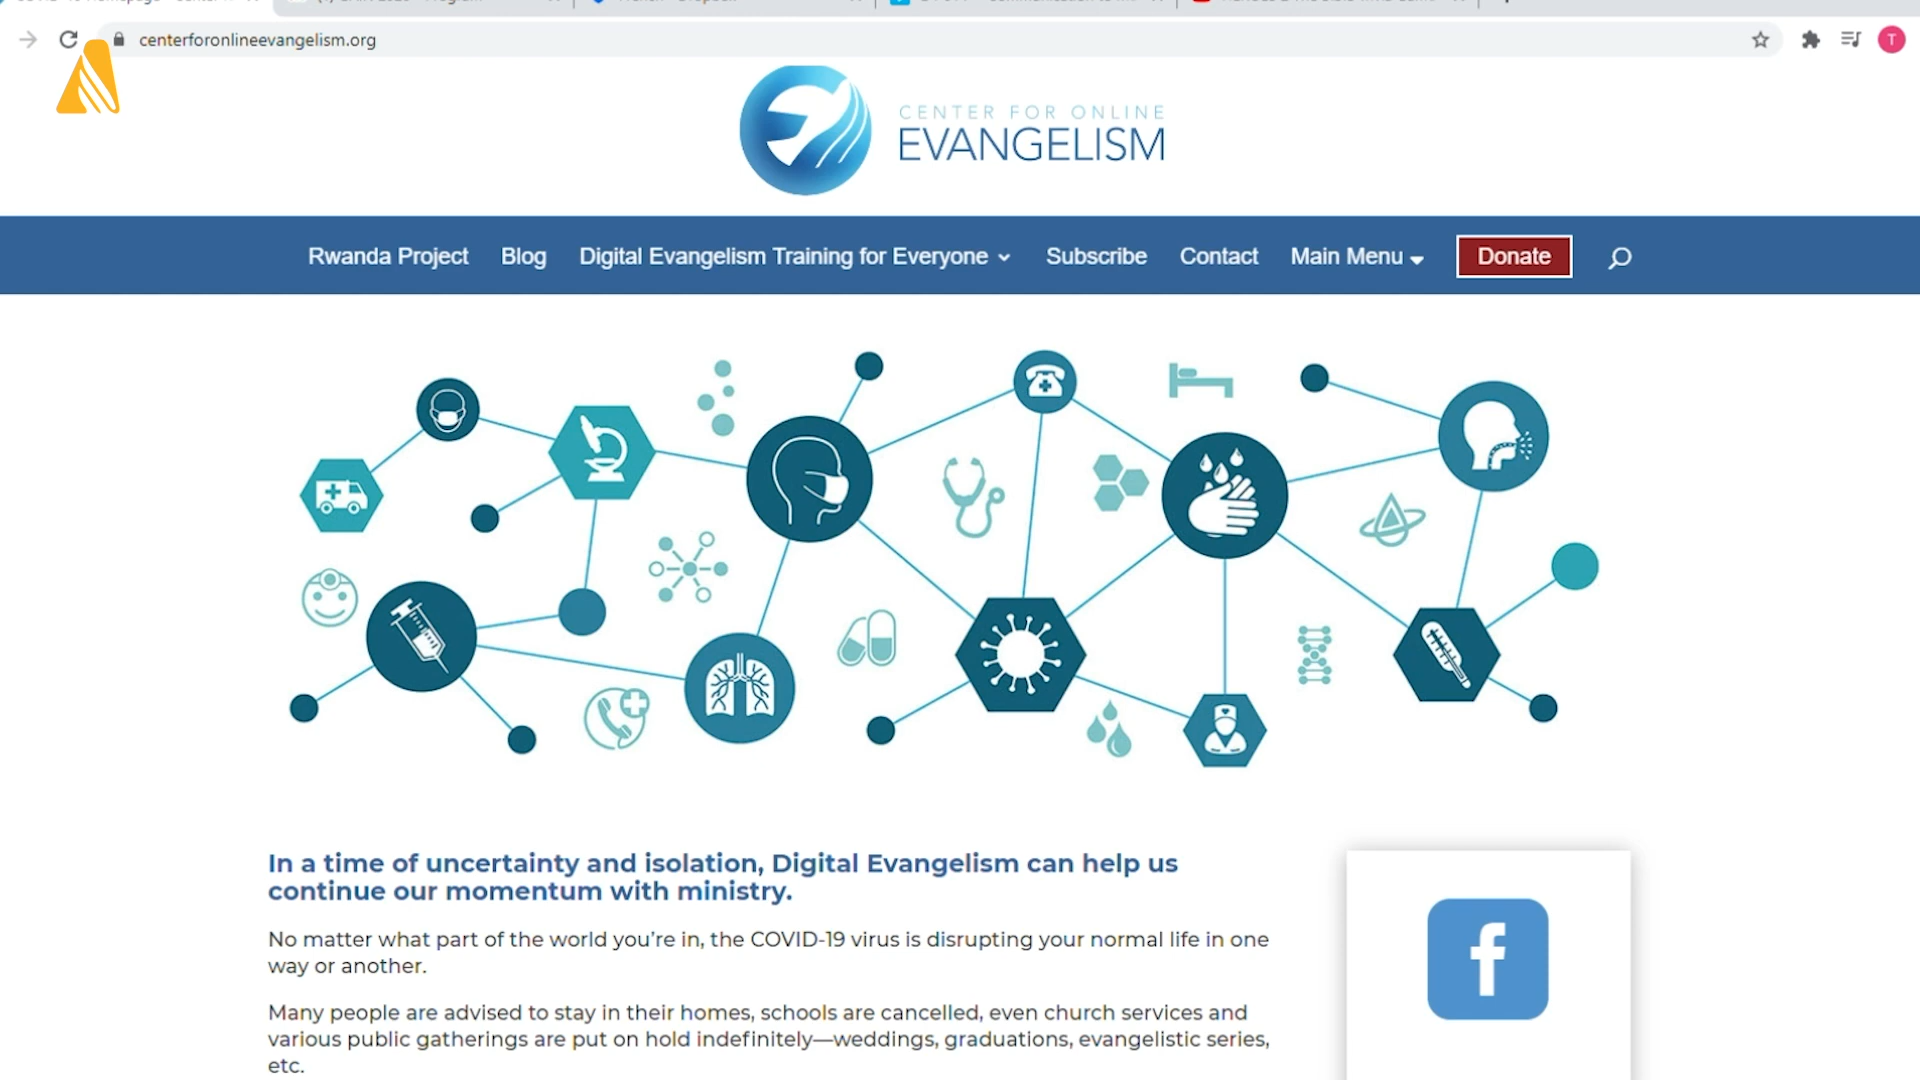 centerforonlineevangelism.org
T
CENTER FOR ONLINE
EVANGELISM
Rwanda Project Blog Digital Evangelism Training for Everyone Subscribe Contact Main Menu Donate
In a time of uncertainty and isolation, Digital Evangelism can help us
continue our momentum with ministry.
No matter what part of the world you’re in, the COVID-19 virus is disrupting your normal life in one
way or another.
Many people are advised to stay in their homes, schools are cancelled, even church services and
various public gatherings are put on hold indefinitely—weddings, graduations, evangelistic series,
etc.
f